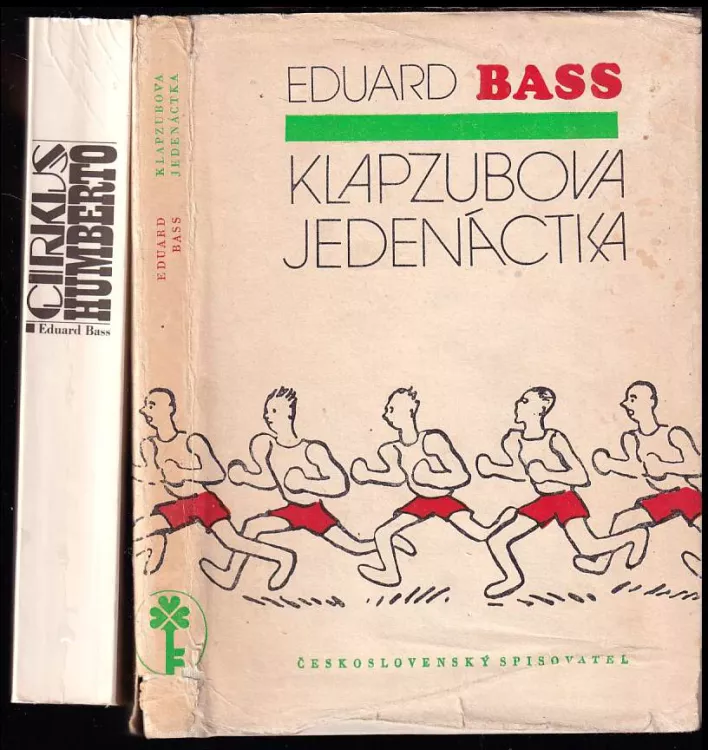 CIRKUS
HUMBERTO
Eduard Bass
EDUARD
BASS
KLAPZUBOVA
JEDENÁCTKA
EDUARD BASS
KLAPZUBOVA
JEDENÁCTKA
ČESKOSLOVENSKÝ SPISOVATEL